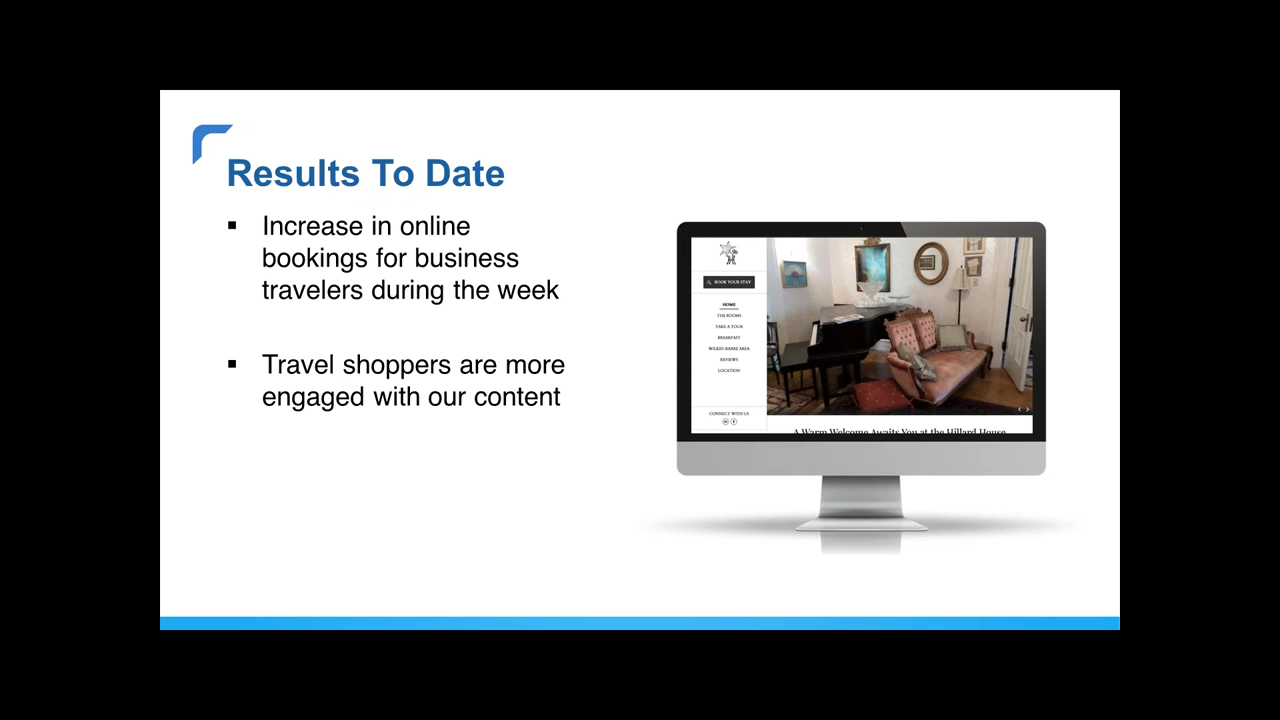 Results To Date
▪ Increase in online
bookings for business
travelers during the week
▪ Travel shoppers are more
engaged with our content
BOOK YOUR STAY
HOME
THE ROOMS
TAKE A TOUR
BREAKFAST
WILKES-BARRE AREA
REVIEWS
LOCATION
CONNECT WITH US
A Warm Welcome Awaits You at the Hillard House